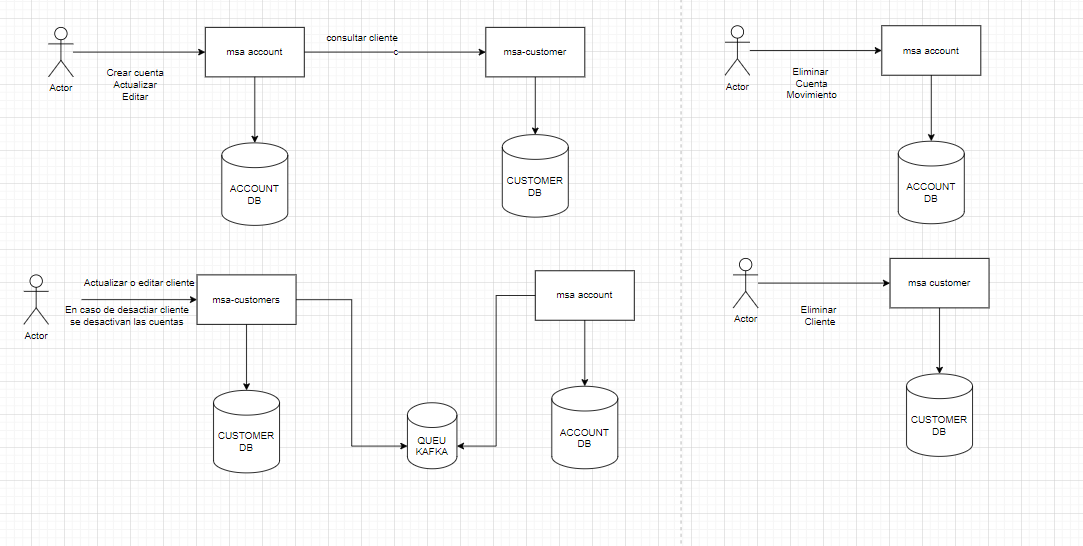 consultar cliente
msa account
msa-customer
Actor
Crear cuenta
Actualizar
Editar
ACCOUNT
DB
CUSTOMER
DB
msa account
Actor
Eliminar
Cuenta
Movimiento
ACCOUNT
DB
Actualizar o editar cliente
msa-customers
En caso de desactiar cliente
se desactivan las cuentas
Actor
msa account
CUSTOMER
DB
QUEU
KAFKA
ACCOUNT
DB
msa customer
Actor
Eliminar
Cliente
CUSTOMER
DB